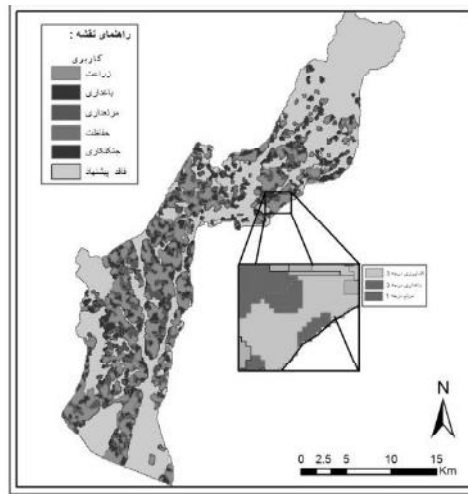 راهنمای نقشه :
کاربری
زراعت
باغداری
مرتعداری
حفاظت
جنگلکاری
فاقد پیشنهاد
کشاورزی درجه 3
باغداری درجه 3
مرتع درجه 1
N
0 2.5 5 10 15
Km